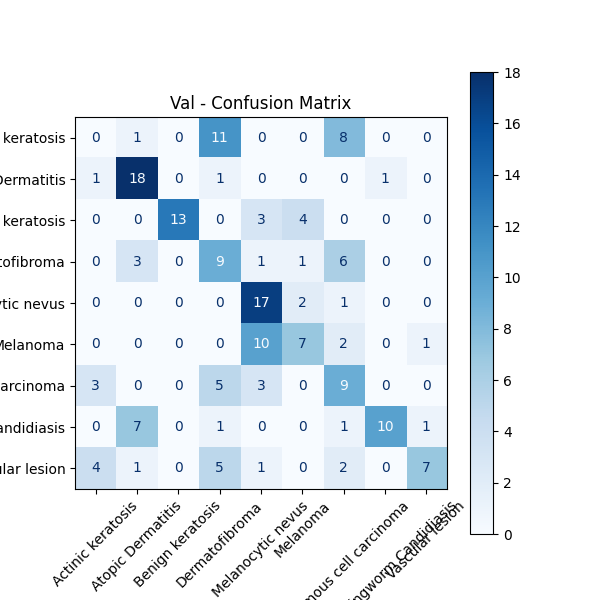 Val - Confusion Matrix
keratosis 0 1 0 11 0 0 8 0 0
Dermatitis 1 18 0 1 0 0 0 1 0
keratosis 0 0 13 0 3 4 0 0 0
tofibroma 0 3 0 9 1 1 6 0 0
ytic nevus 0 0 0 0 17 2 1 0 0
Melanoma 0 0 0 0 10 7 2 0 1
arcinoma 3 0 0 5 3 0 9 0 0
andidiasis 0 7 0 1 0 0 1 10 1
ular lesion 4 1 0 5 1 0 2 0 7
Actinic keratosis
Atopic Dermatitis
Benign keratosis
Dermatofibroma
Melanocytic nevus
Melanoma
mous cell carcinoma
ngworm Candidiasis
Vascular lesion
18
16
14
12
10
8
6
4
2
0